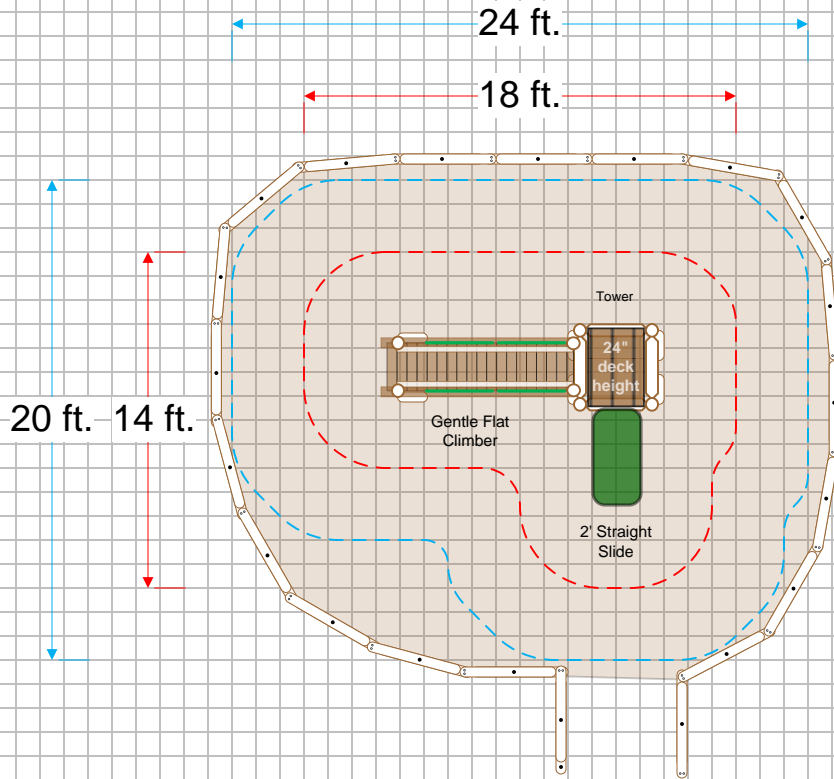 24 ft.
18 ft.
Tower
24"
deck
height
20 ft.
14 ft.
Gentle Flat
Climber
2' Straight
Slide